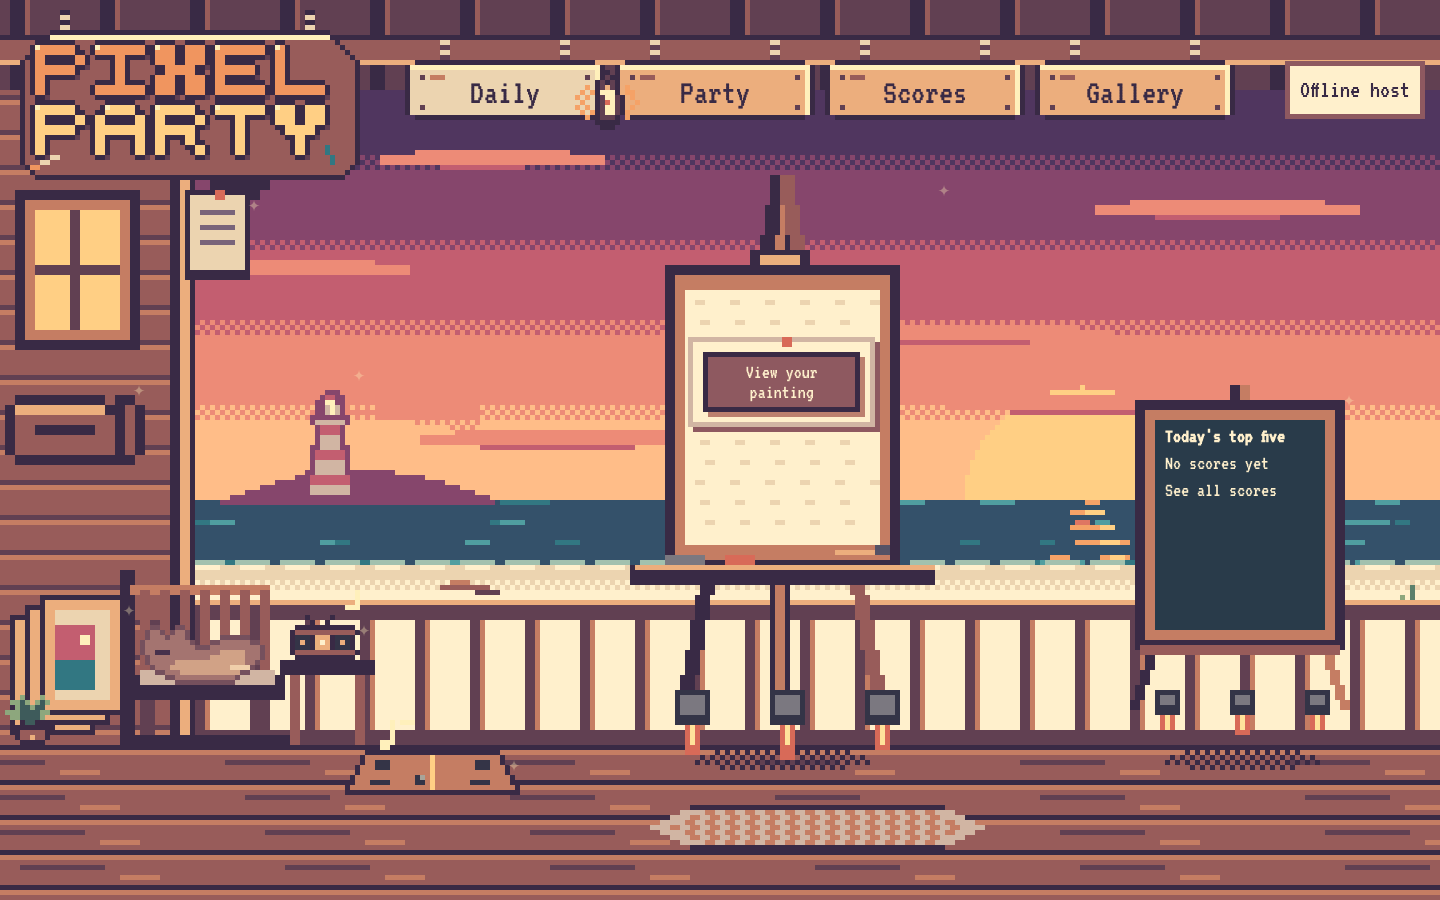 PIXEL
PARTY
Daily
Party
Scores
Gallery
Offline host
View your
painting
Today's top five
No scores yet
See all scores